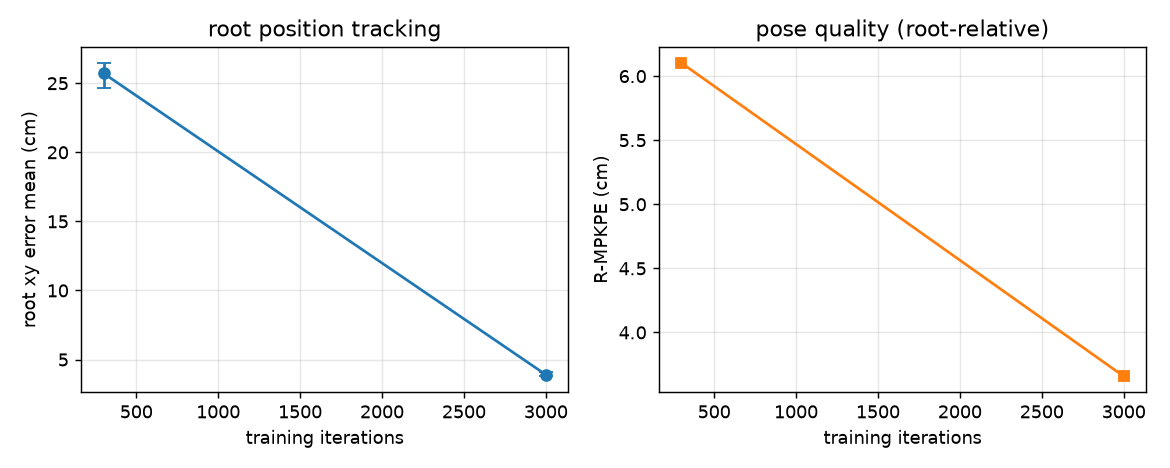 root position tracking
root xy error mean (cm)
25
20
15
10
5
500 1000 1500 2000 2500 3000
training iterations
pose quality (root-relative)
R-MPKPE (cm)
6.0
5.5
5.0
4.5
4.0
500 1000 1500 2000 2500 3000
training iterations